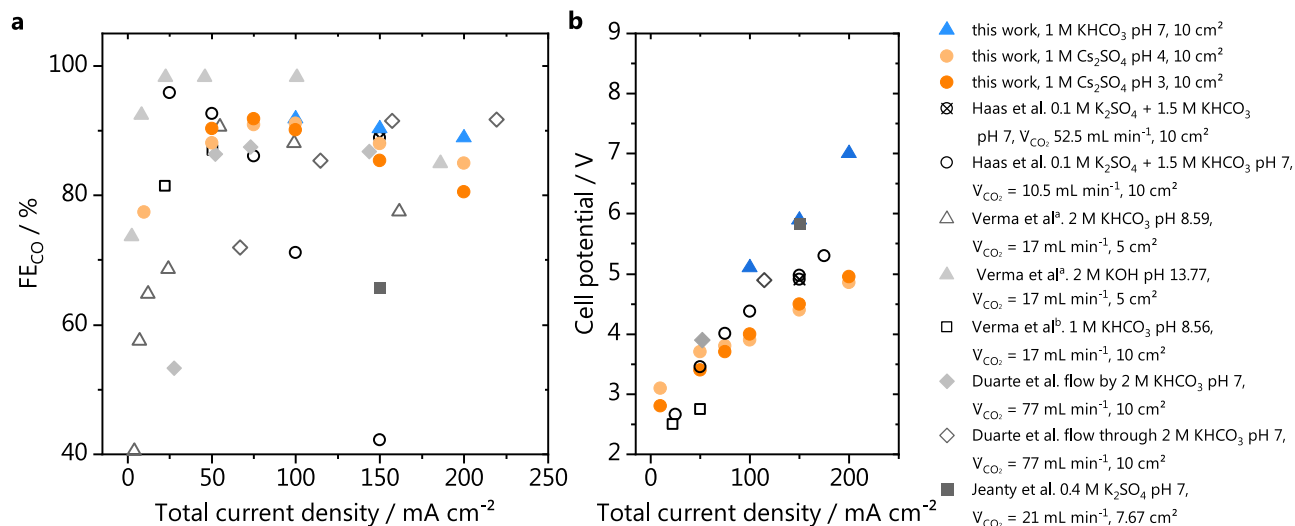 a
FE_CO / %
100
80
60
40
0 50 100 150 200 250
Total current density / mA cm⁻²
b
Cell potential / V
9
8
7
6
5
4
3
2
0 100 200
Total current density / mA cm⁻²
this work, 1 M KHCO₃ pH 7, 10 cm²
this work, 1M Cs₂SO₄ pH 4, 10 cm²
this work, 1M Cs₂SO₄ pH 3, 10 cm²
Haas et al. 0.1 M K₂SO₄ + 1.5 M KHCO₃
pH 7, V_CO₂ 52.5 mL min⁻¹, 10 cm²
Haas et al. 0.1 M K₂SO₄ + 1.5 M KHCO₃ pH 7,
V_CO₂ = 10.5 mL min⁻¹, 10 cm²
Verma et alᵃ. 2 M KHCO₃ pH 8.59,
V_CO₂ = 17 mL min⁻¹, 5 cm²
Verma et alᵃ. 2 M KOH pH 13.77,
V_CO₂ = 17 mL min⁻¹, 5 cm²
Verma et alᵇ. 1 M KHCO₃ pH 8.56,
V_CO₂ = 17 mL min⁻¹, 10 cm²
Duarte et al. flow by 2 M KHCO₃ pH 7,
V_CO₂ = 77 mL min⁻¹, 10 cm²
Duarte et al. flow through 2 M KHCO₃ pH 7,
V_CO₂ = 77 mL min⁻¹, 10 cm²
Jeanty et al. 0.4 M K₂SO₄ pH 7,
V_CO₂ = 21 mL min⁻¹, 7.67 cm²